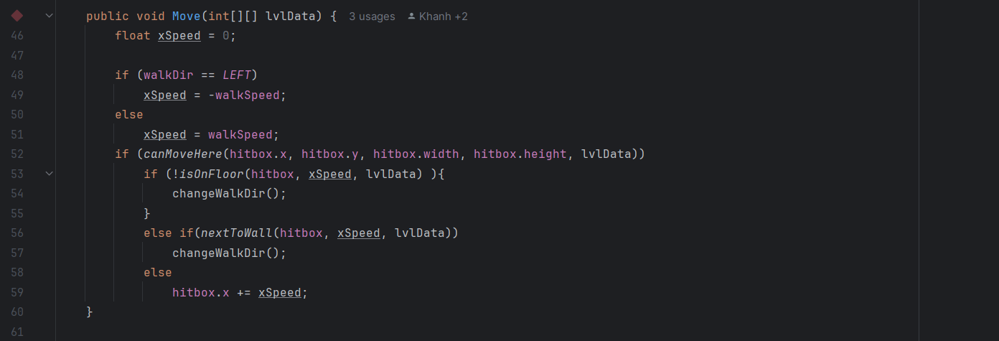 public void Move(int[][] lvlData) { 3 usages Khanh +2
46 float xSpeed = 0;
47
48 if (walkDir == LEFT)
49 xSpeed = -walkSpeed;
50 else
51 xSpeed = walkSpeed;
52 if (canMoveHere(hitbox.x, hitbox.y, hitbox.width, hitbox.height, lvlData))
53 if (!isOnFloor(hitbox, xSpeed, lvlData) ){
54 changeWalkDir();
55 }
56 else if(nextToWall(hitbox, xSpeed, lvlData))
57 changeWalkDir();
58 else
59 hitbox.x += xSpeed;
60 }
61